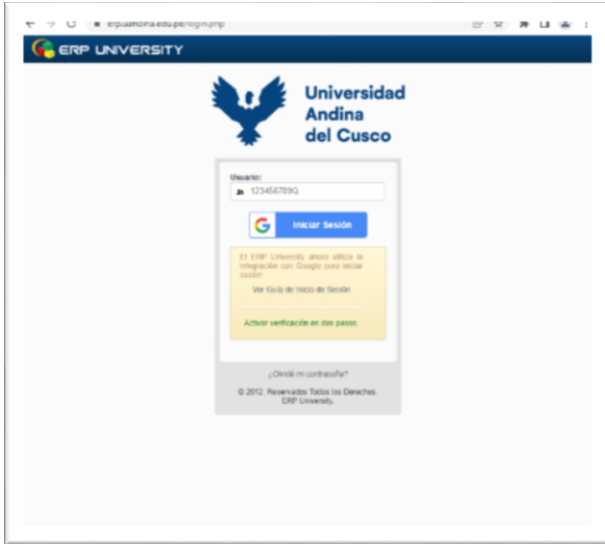 erp.uandina.edu.pe/login.php
ERP UNIVERSITY
Universidad
Andina
del Cusco
Usuario:
123456789Q
Iniciar Sesión
El ERP University ahora utiliza la
integración con Google para iniciar
sesión
Ver Guía de Inicio de Sesión
Activar verificación en dos pasos.
¿Olvidé mi contraseña?
© 2012. Reservados Todos los Derechos.
ERP University.